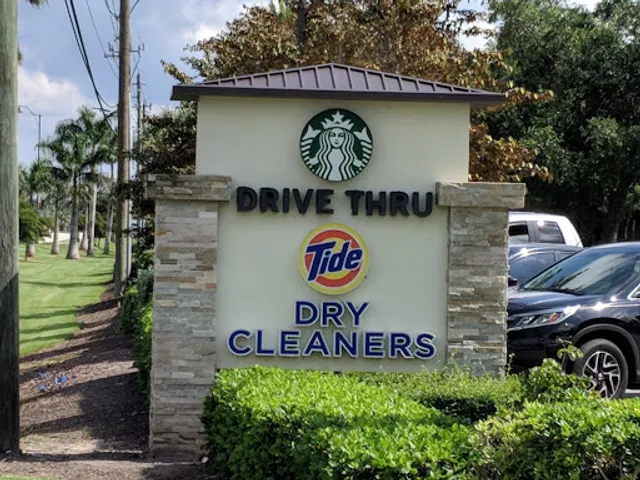 DRIVE THRU
Tide
DRY
CLEANERS